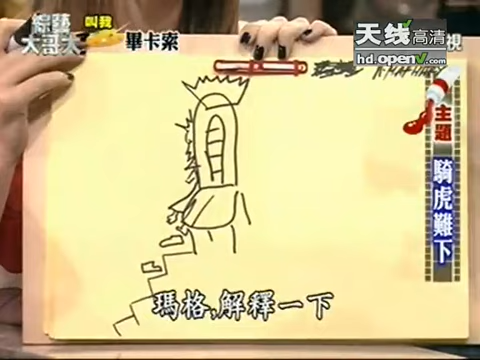 綜藝大哥大
叫我
畢卡索
天线高清
hd.openv.com
視
主題
騎虎難下
瑪格,解釋一下